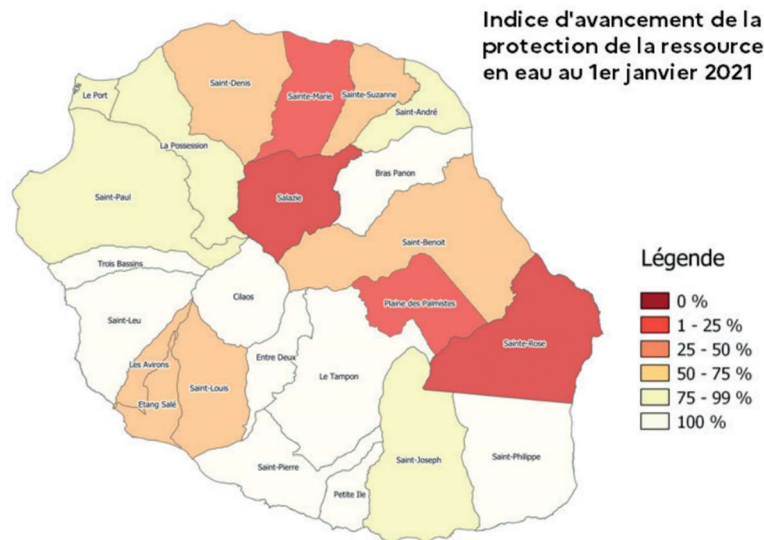 Indice d'avancement de la
protection de la ressource
en eau au 1er janvier 2021
Le Port
Saint-Denis
Sainte-Marie
Sainte-Suzanne
Saint-André
La Possession
Bras Panon
Saint-Paul
Salazie
Saint-Benoit
Trois Bassins
Cilaos
Plaine des Palmistes
Saint-Leu
Sainte-Rose
Entre Deux
Les Avirons
Le Tampon
Saint-Louis
Etang Salé
Saint-Pierre
Saint-Joseph
Saint-Philippe
Petite Ile
Légende
0 %
1 - 25 %
25 - 50 %
50 - 75 %
75 - 99 %
100 %